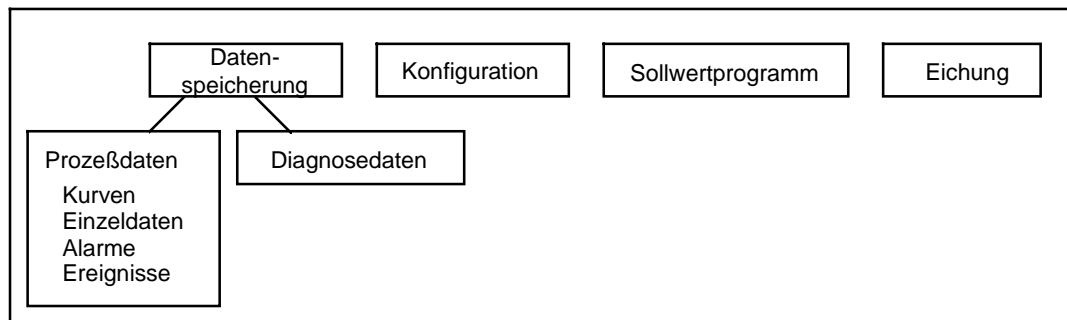 Daten-
speicherung
Konfiguration
Sollwertprogramm
Eichung
Prozeßdaten
Kurven
Einzeldaten
Alarme
Ereignisse
Diagnosedaten